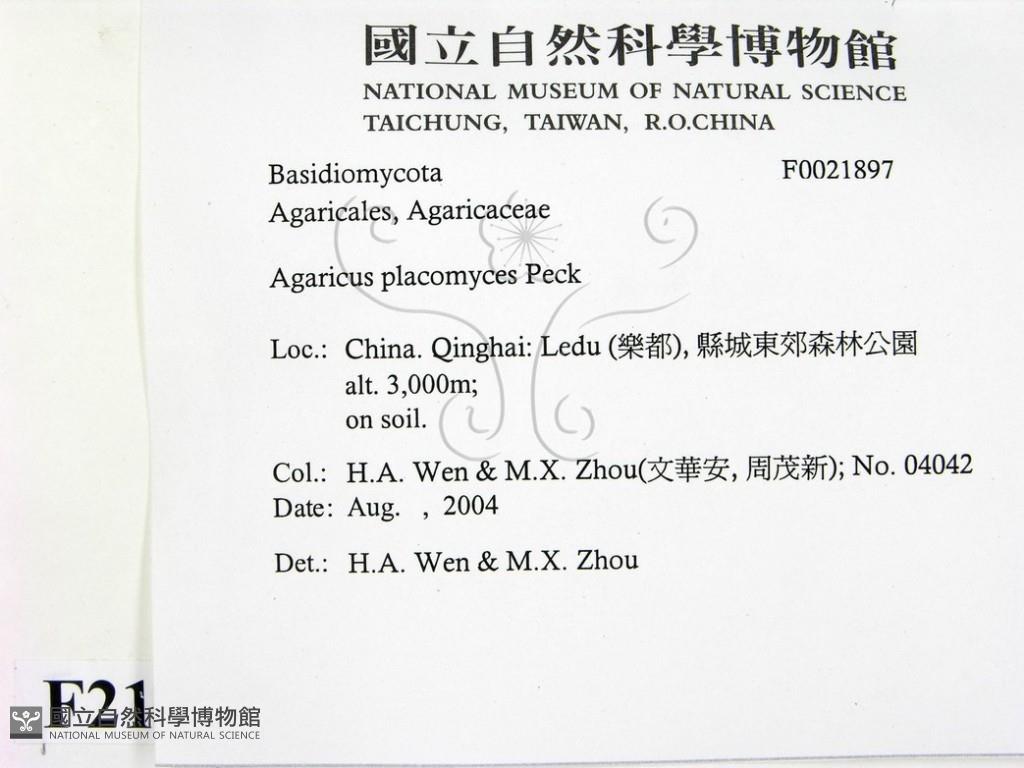 國立自然科學博物館
NATIONAL MUSEUM OF NATURAL SCIENCE
TAICHUNG, TAIWAN, R.O.CHINA
Basidiomycota F0021897
Agaricales, Agaricaceae
Agaricus placomyces Peck
Loc.: China. Qinghai: Ledu (樂都), 縣城東郊森林公園
alt. 3,000m;
on soil.
Col.: H.A. Wen & M.X. Zhou(文華安, 周茂新); No. 04042
Date: Aug. , 2004
Det.: H.A. Wen & M.X. Zhou
F21
國立自然科學博物館
NATIONAL MUSEUM OF NATURAL SCIENCE